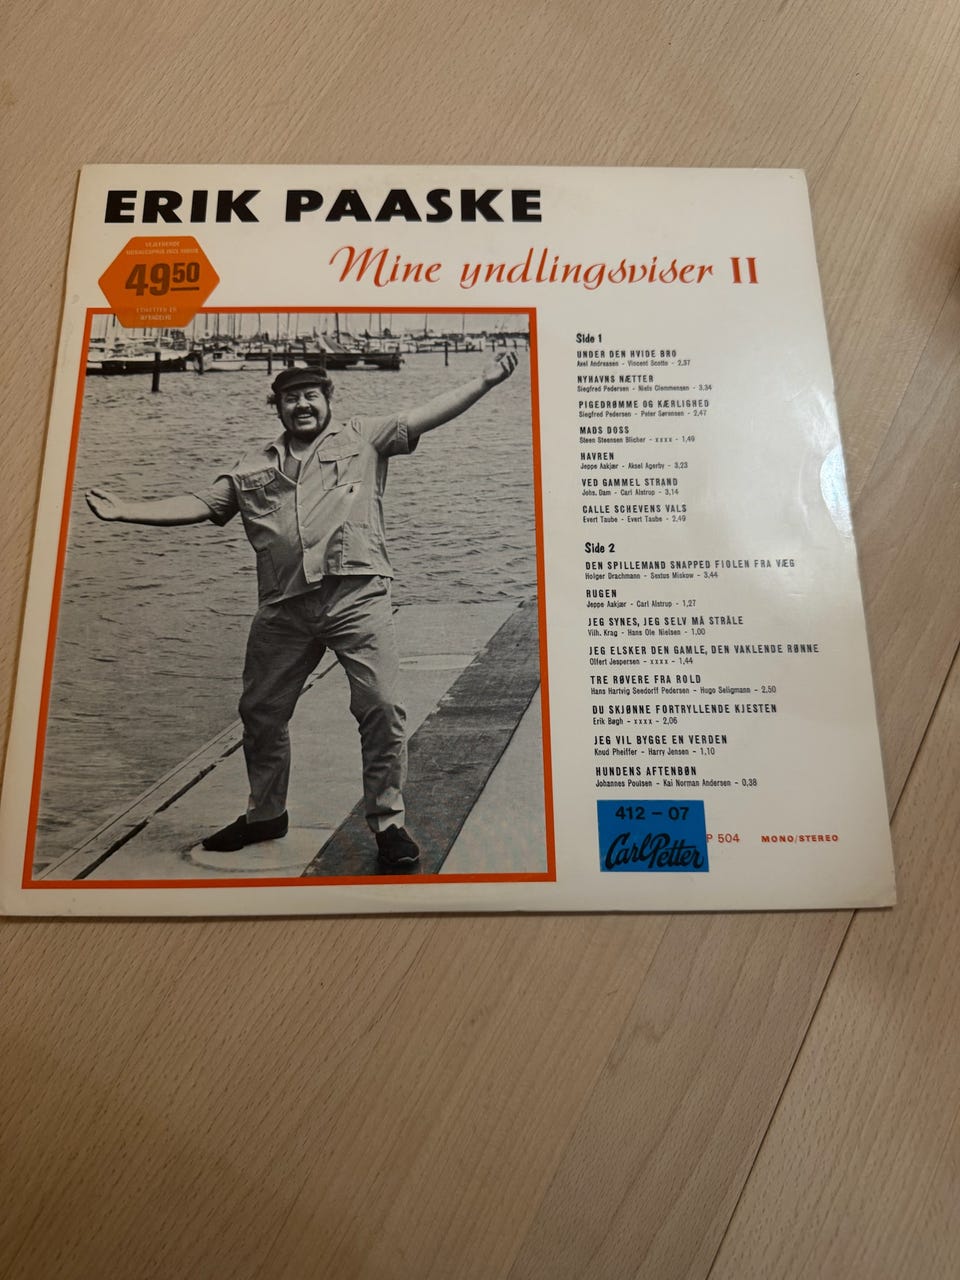 ERIK PAASKE
Mine yndlingsviser II
VEJLEDENDE
49 50
ETIKETTEN ER
AFTAGELIG
Side 1
UNDER DEN HVIDE BRO
Axel Andreasen - Vincent Scotto - 2,37
NYHAVNS NÆTTER
Siegfred Pedersen - Niels Clemmensen - 3,34
PIGEDRØMME OG KÆRLIGHED
Siegfred Pedersen - Peter Sørensen - 2,47
MADS DOSS
Steen Steensen Blicher - xxxx - 1,49
HAVREN
Jeppe Aakjær - Aksel Agerby - 3,23
VED GAMMEL STRAND
Johs. Dam - Carl Alstrup - 3,14
CALLE SCHEVENS VALS
Evert Taube - Evert Taube - 2,49
Side 2
DEN SPILLEMAND SNAPPED FIOLEN FRA VÆG
Holger Drachmann - Sextus Miskow - 3,44
RUGEN
Jeppe Aakjær - Carl Alstrup - 1,27
JEG SYNES, JEG SELV MÅ STRÅLE
Vilh. Krag - Hans Ole Nielsen - 1,00
JEG ELSKER DEN GAMLE, DEN VAKLENDE RØNNE
Olfert Jespersen - xxxx - 1,44
TRE RØVERE FRA ROLD
Hans Hartvig Seedorff Pedersen - Hugo Seligmann - 2,50
DU SKJØNNE FORTRYLLENDE KJESTEN
Erik Bøgh - xxxx - 2,06
JEG VIL BYGGE EN VERDEN
Knud Pheiffer - Harry Jensen - 1,10
HUNDENS AFTENBØN
Johannes Poulsen - Kai Norman Andersen - 0,38
412 - 07
CarlPetter
P 504 MONO/STEREO